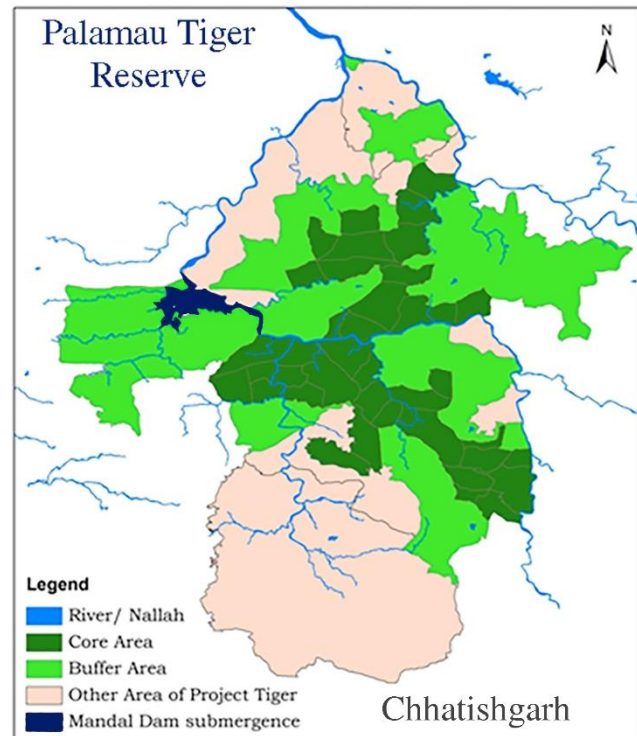 Palamau Tiger
Reserve
N
Legend
River/ Nallah
Core Area
Buffer Area
Other Area of Project Tiger
Mandal Dam submergence
Chhatishgarh